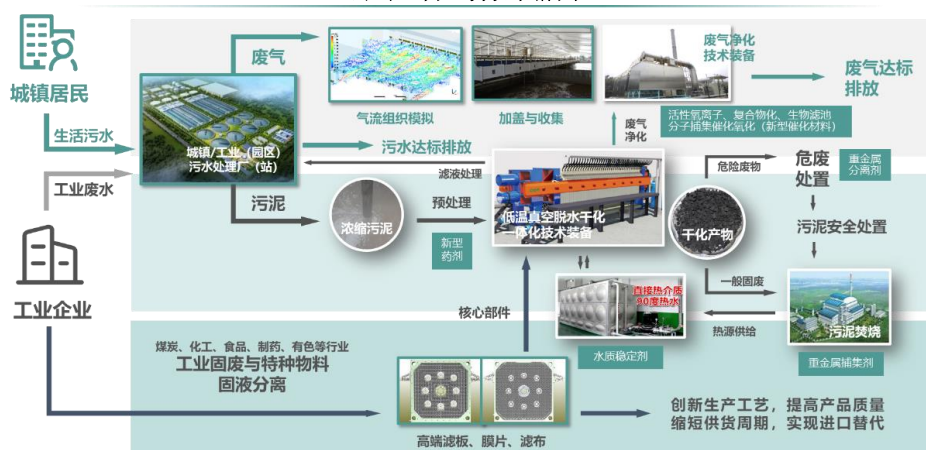 城镇居民
生活污水
工业废水
工业企业
废气
城镇/工业（园区）
污水处理厂（站）
污泥
气流组织模拟
加盖与收集
废气净化
技术装备
废气达标
排放
活性氧离子、复合物化、生物滤池
分子捕集催化氧化（新型催化材料）
废气
净化
污水达标排放
滤液处理
浓缩污泥
预处理
新型
药剂
低温真空脱水干化
一体化技术装备
危险废物
干化产物
一般固废
危废
处置
重金属
分离剂
污泥安全处置
直接热介质
90度热水
水质稳定剂
热源供给
污泥焚烧
重金属捕集剂
核心部件
煤炭、化工、食品、制药、有色等行业
工业固废与特种物料
固液分离
高端滤板、膜片、滤布
创新生产工艺，提高产品质量
缩短供货周期，实现进口替代